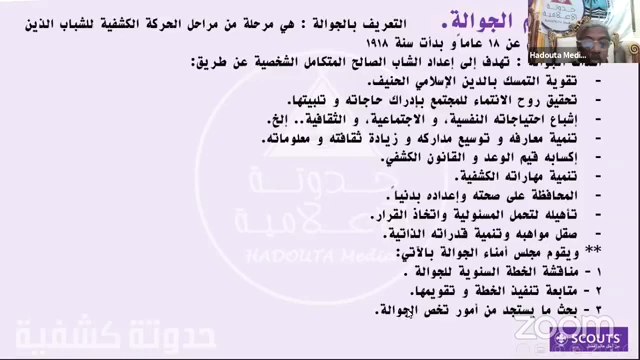 م الجوالة. التعريف بالجوالة : هي مرحلة من مراحل الحركة الكشفية للشباب الذين
عن ١٨ عاماً و بدأت سنة ١٩١٨
الجوالة : تهدف إلى إعداد الشاب الصالح المتكامل الشخصية عن طريق:
- تقوية التمسك بالدين الإسلامي الحنيف.
- تحقيق روح الانتماء للمجتمع بإدراك حاجاته و تلبيتها.
- إشباع احتياجاته النفسية، و الاجتماعية، و الثقافية.. إلخ.
- تنمية معارفه و توسيع مداركه و زيادة ثقافته و معلوماته.
- إكسابه قيم الوعد و القانون الكشفي.
- تنمية مهاراته الكشفية.
- المحافظة على صحته وإعداده بدنياً.
- تأهيله لتحمل المسئولية واتخاذ القرار.
- صقل مواهبه وتنمية قدراته الذاتية.
** ويقوم مجلس أمناء الجوالة بالآتي:
١ - مناقشة الخطة السنوية للجوالة .
٢ - متابعة تنفيذ الخطة و تقويمها.
٣ - بحث ما يستجد من أمور تخص الجوالة.
Hadouta Medi...
حدوتة
إعلامية
HADOUTA Media
حدوتة كشفية
zoom
SCOUTS